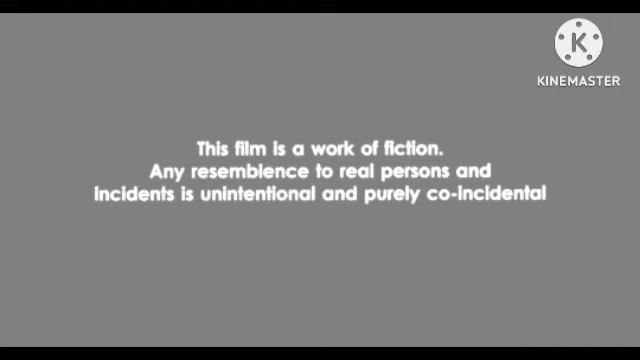 KINEMASTER
This film is a work of fiction.
Any resemblence to real persons and
incidents is unintentional and purely co-incidental